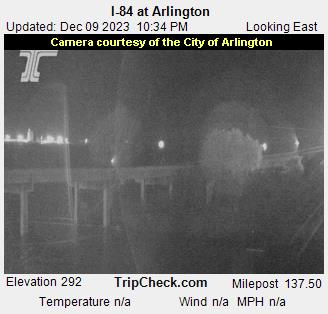 I-84 at Arlington
Updated: Dec 09 2023 10:34 PM Looking East
Camera courtesy of the City of Arlington
Elevation 292 TripCheck.com Milepost 137.50
Temperature n/a Wind n/a MPH n/a